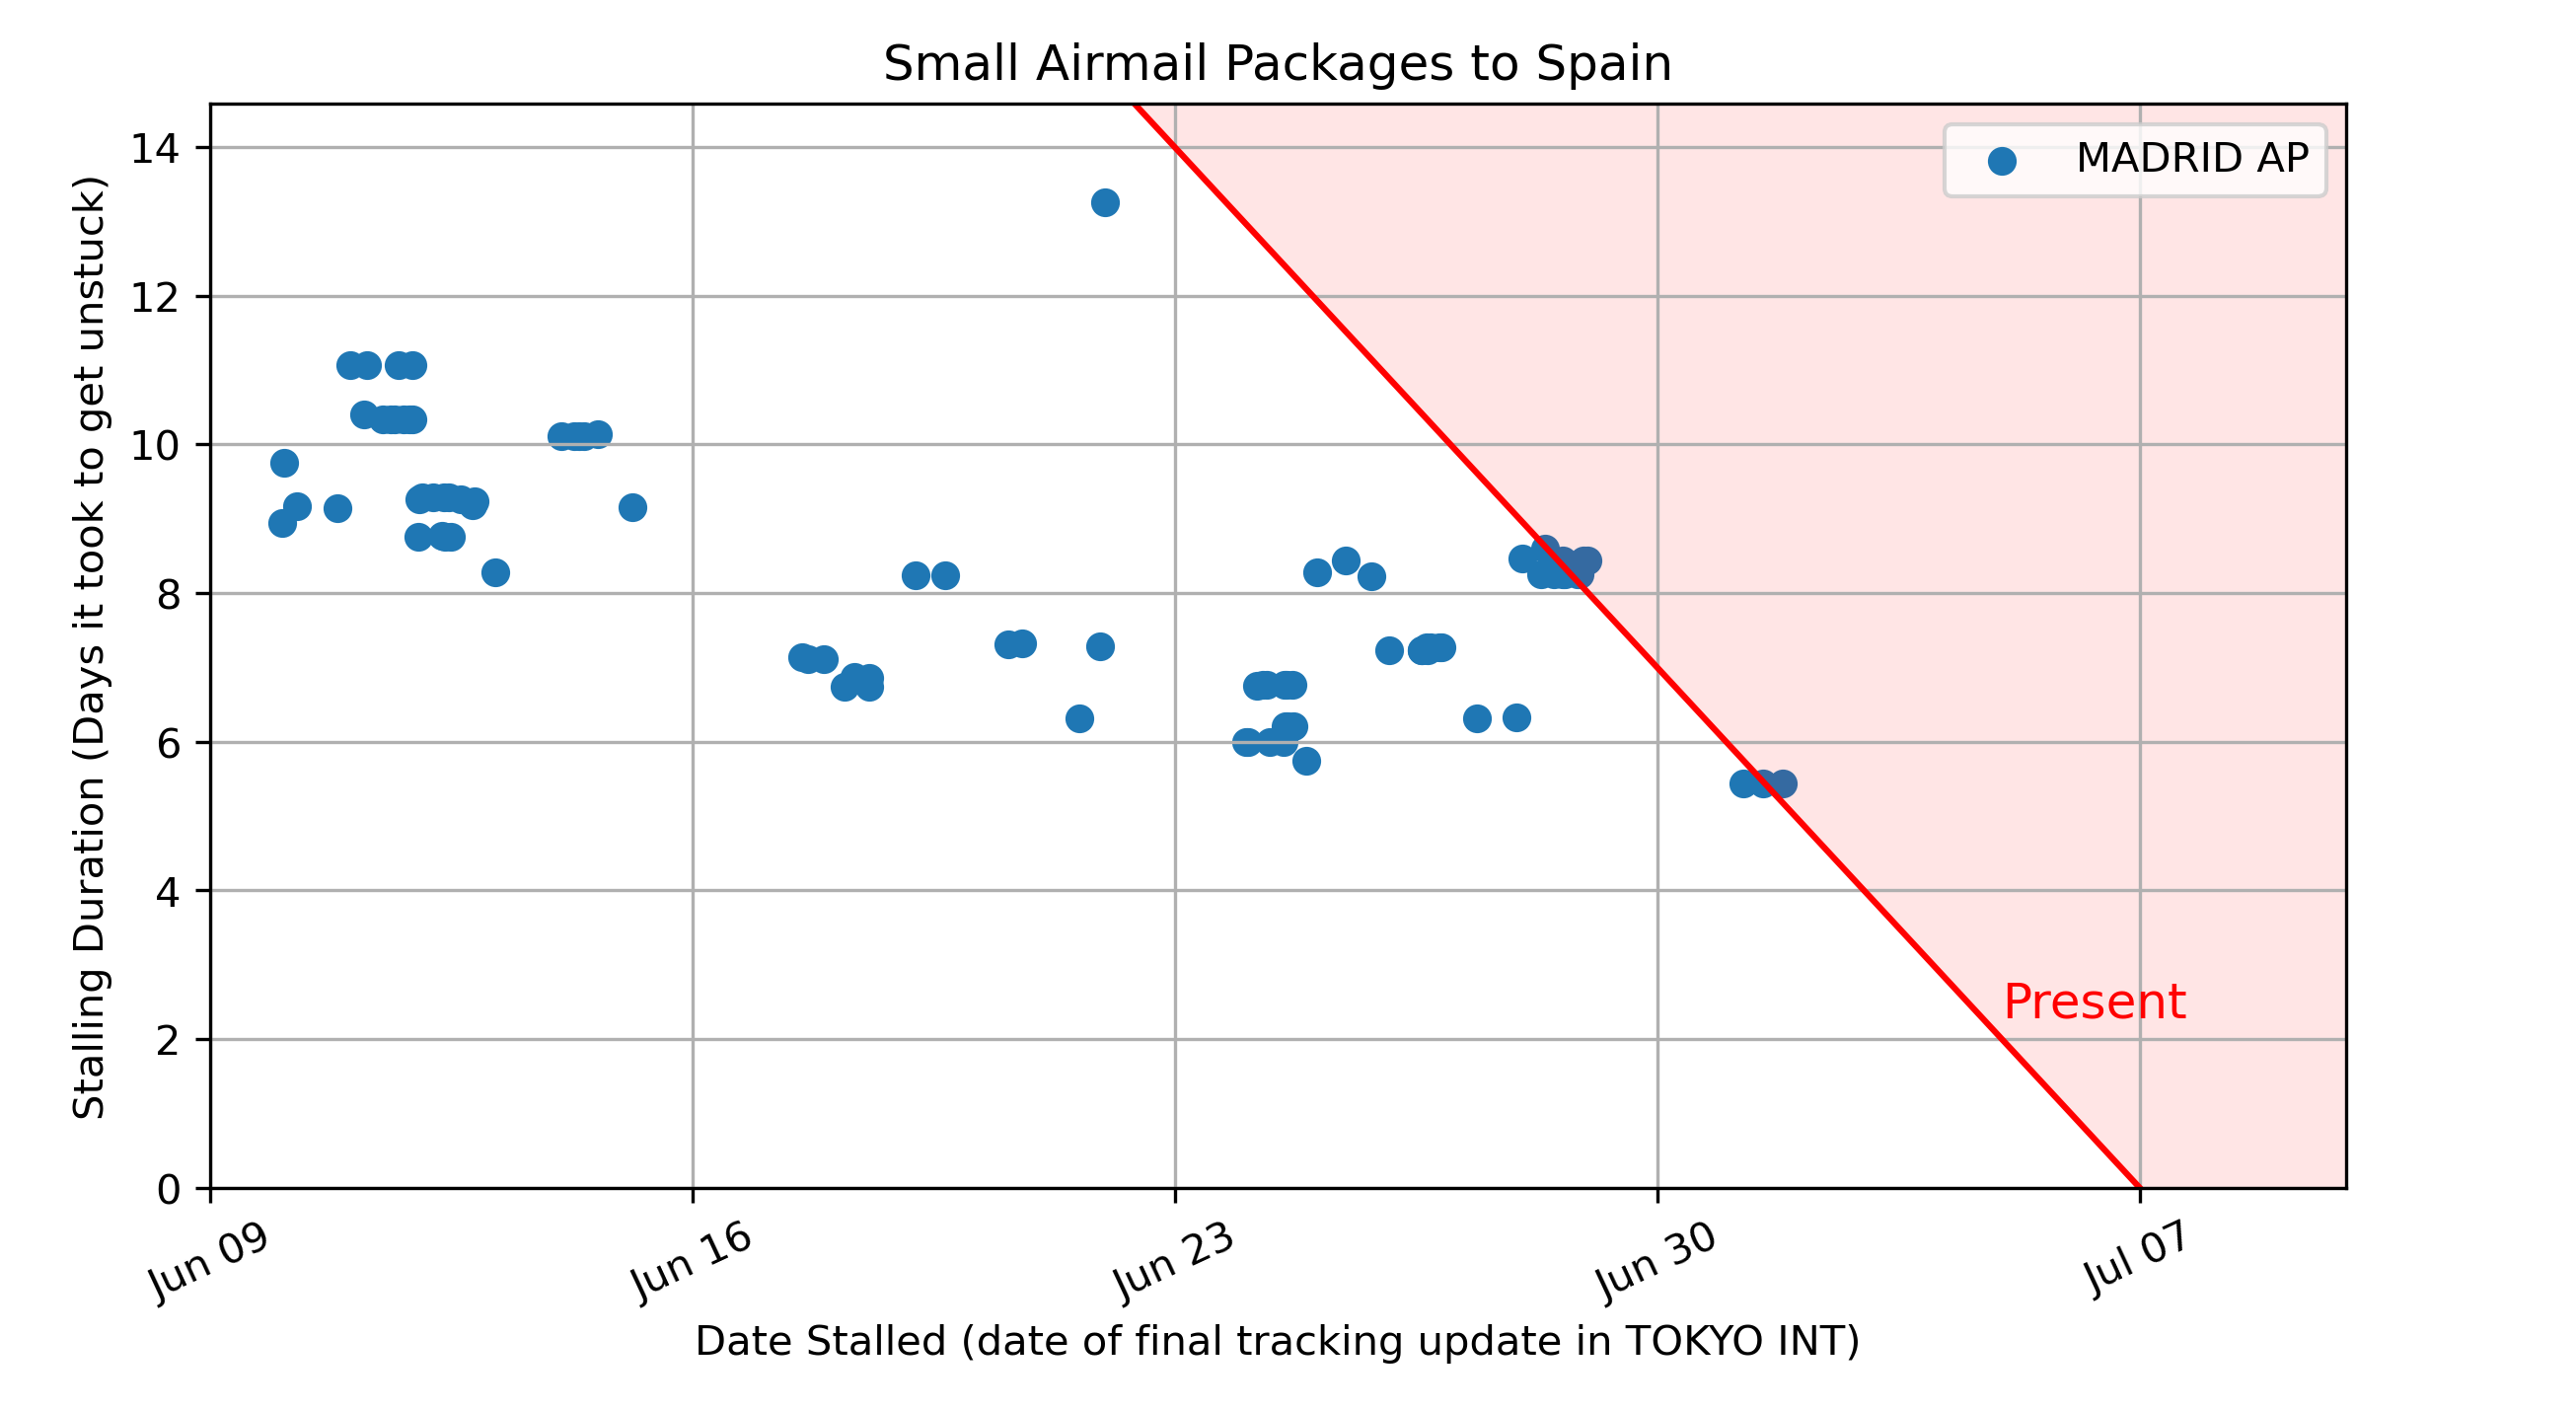 Small Airmail Packages to Spain
MADRID AP
Stalling Duration (Days it took to get unstuck)
14
12
10
8
6
4
2
0
Present
Jun 09
Jun 16
Jun 23
Jun 30
Jul 07
Date Stalled (date of final tracking update in TOKYO INT)